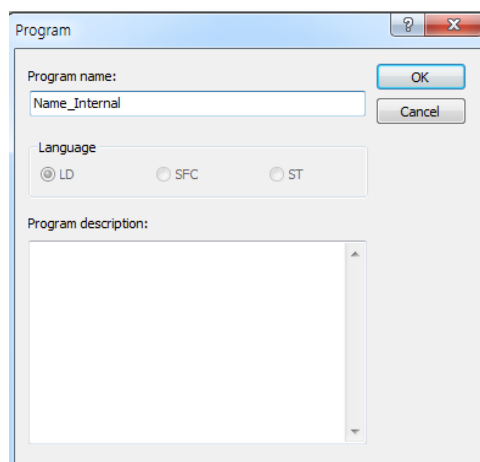 Program
Program name:
OK
Name_Internal
Cancel
Language
LD SFC ST
Program description: